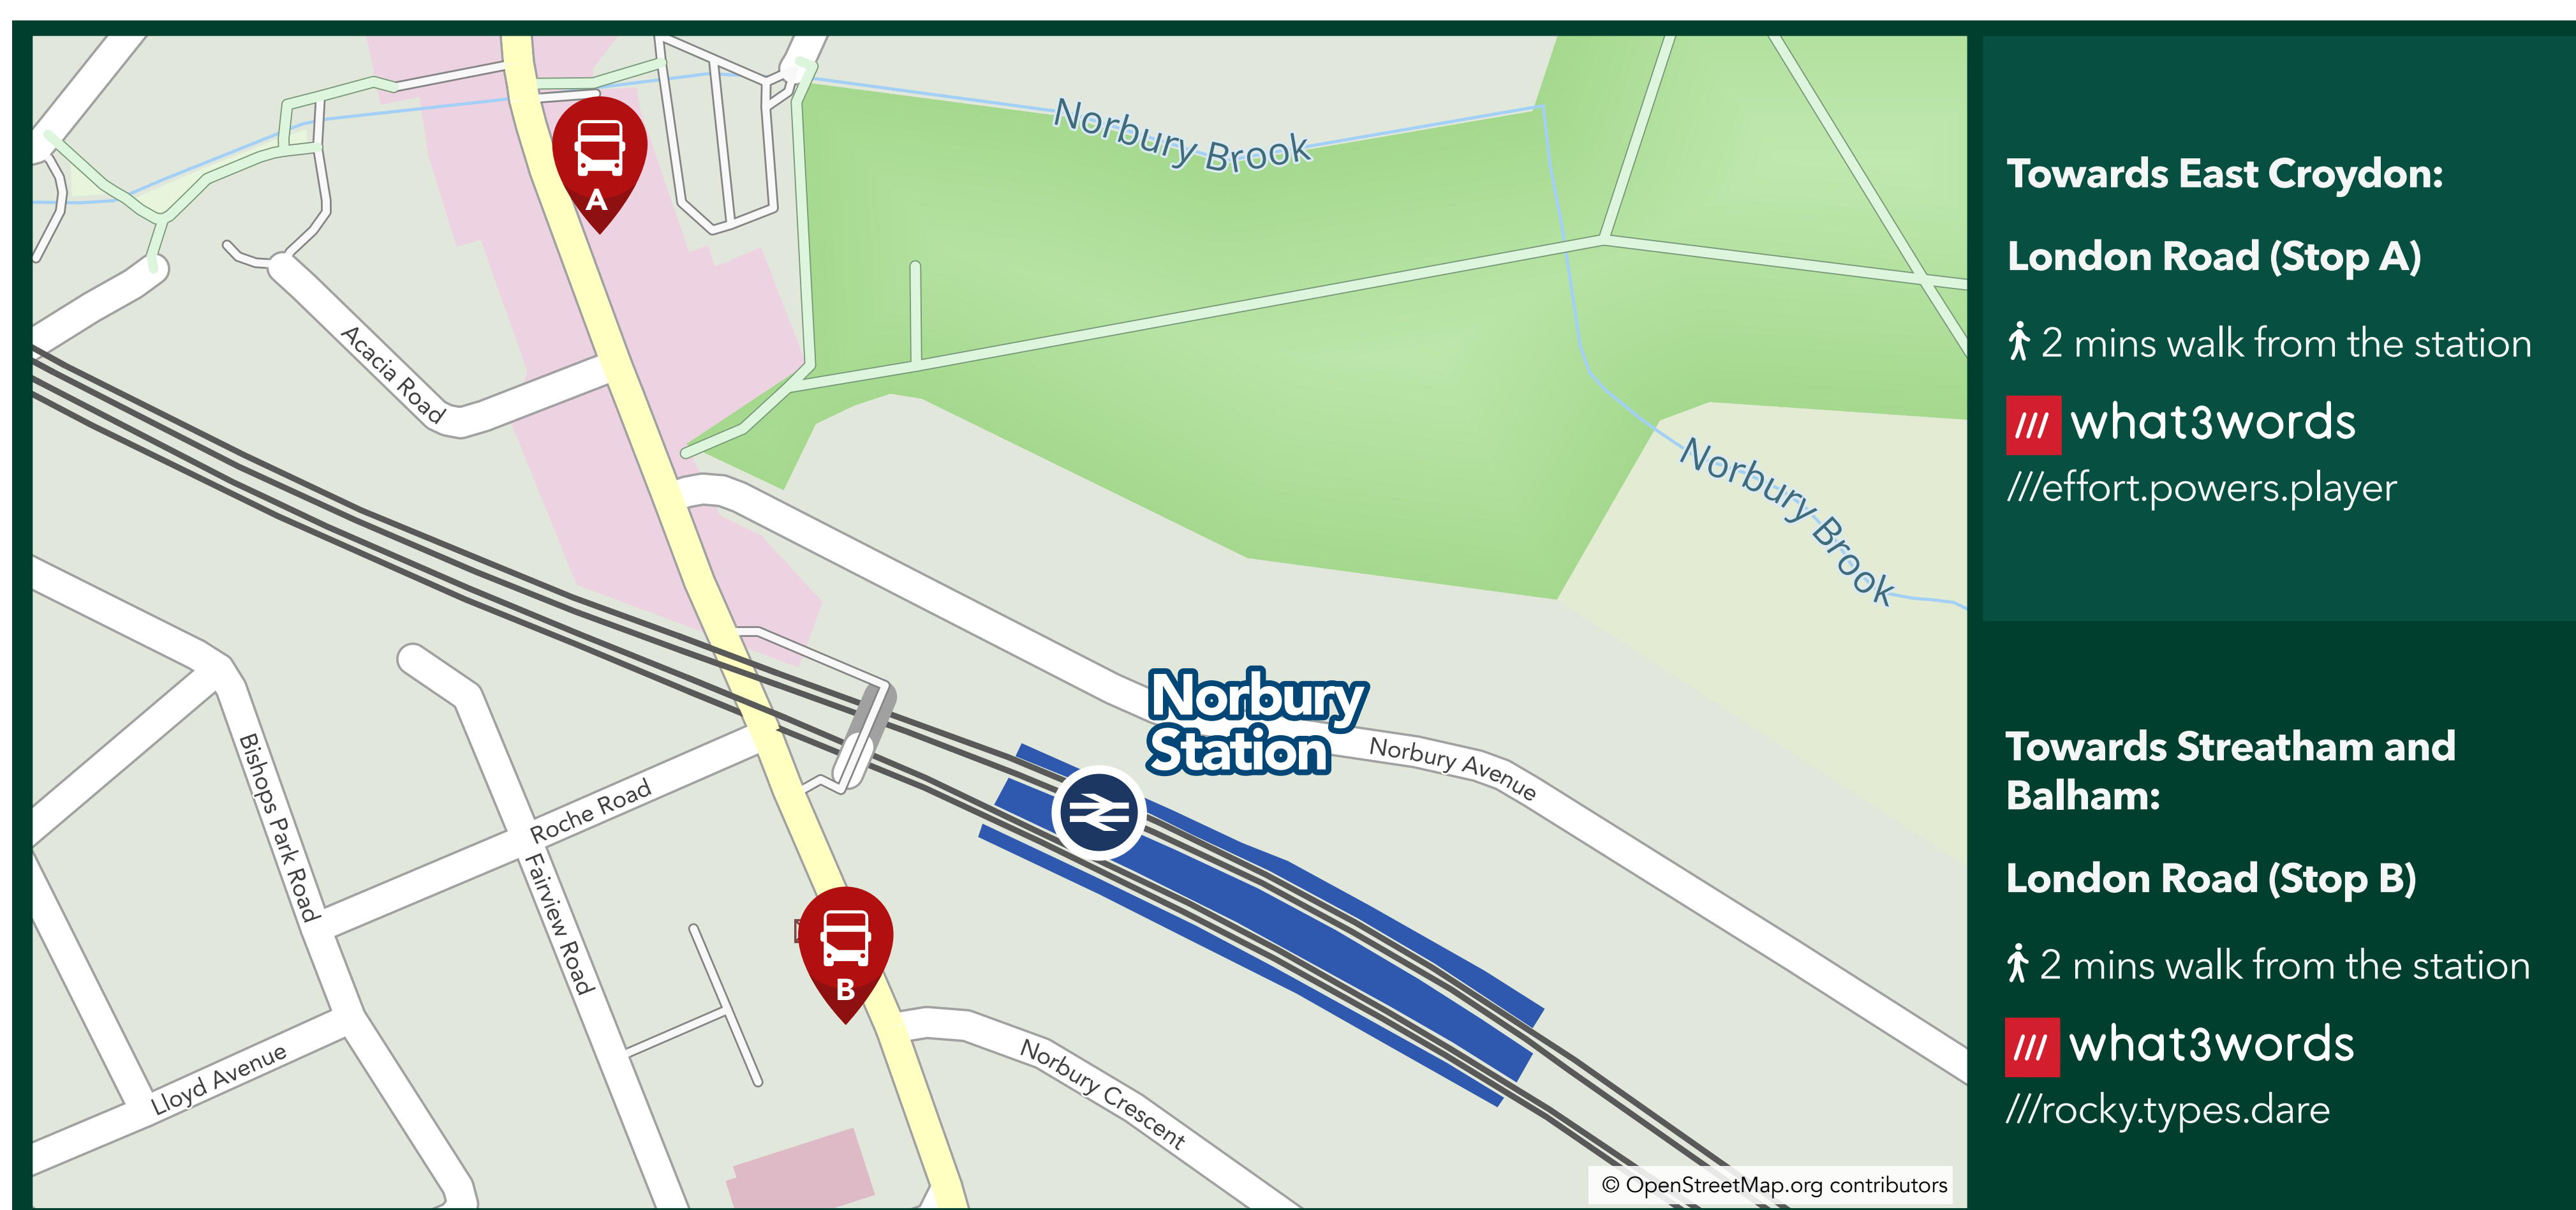 Norbury Brook
A
Acacia Road
Norbury Brook
Norbury
Station
Norbury Avenue
Bishops Park Road
Roche Road
Fairview Road
B
Lloyd Avenue
Norbury Crescent
© OpenStreetMap.org contributors
Towards East Croydon:
London Road (Stop A)
2 mins walk from the station
/// what3words
///effort.powers.player
Towards Streatham and
Balham:
London Road (Stop B)
2 mins walk from the station
/// what3words
///rocky.types.dare